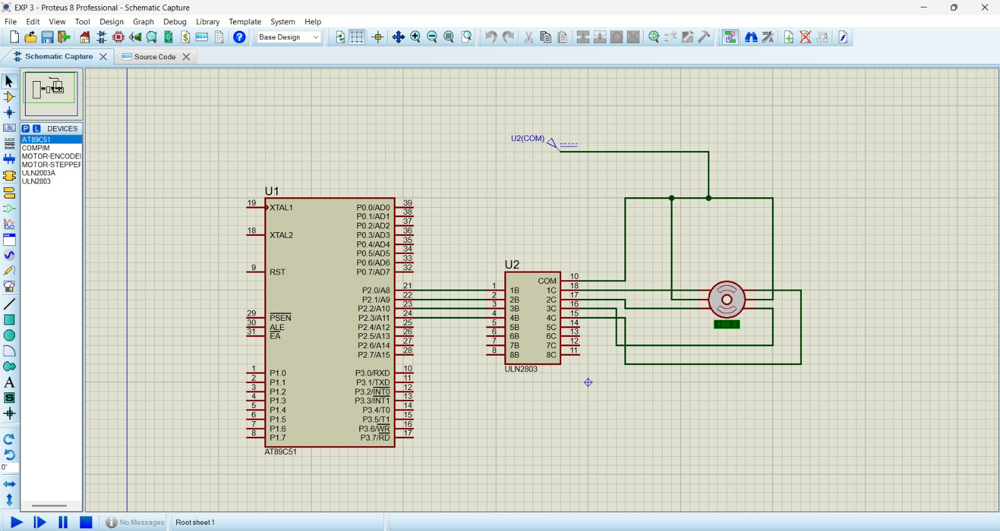 EXP 3 - Proteus 8 Professional - Schematic Capture
File Edit View Tool Design Graph Debug Library Template System Help
Base Design
Schematic Capture
Source Code
P L DEVICES
AT89C51
COMPIM
MOTOR-ENCODE
MOTOR-STEPPE
ULN2003A
ULN2803
LBL
A
S
0°
U2(COM)
U1
19 XTAL1
18 XTAL2
9 RST
29 PSEN
30 ALE
31 EA
1 P1.0
2 P1.1
3 P1.2
4 P1.3
5 P1.4
6 P1.5
7 P1.6
8 P1.7
P0.0/AD0 39
P0.1/AD1 38
P0.2/AD2 37
P0.3/AD3 36
P0.4/AD4 35
P0.5/AD5 34
P0.6/AD6 33
P0.7/AD7 32
P2.0/A8 21
P2.1/A9 22
P2.2/A10 23
P2.3/A11 24
P2.4/A12 25
P2.5/A13 26
P2.6/A14 27
P2.7/A15 28
P3.0/RXD 10
P3.1/TXD 11
P3.2/INT0 12
P3.3/INT1 13
P3.4/T0 14
P3.5/T1 15
P3.6/WR 16
P3.7/RD 17
AT89C51
U2
COM 10
1 1B 1C 18
2 2B 2C 17
3 3B 3C 16
4 4B 4C 15
5 5B 5C 14
6 6B 6C 13
7 7B 7C 12
8 8B 8C 11
ULN2803
No Messages
Root sheet 1